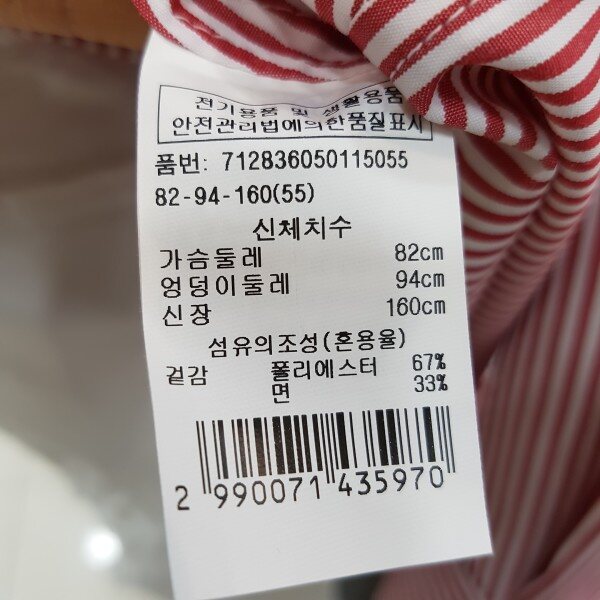 전기용품 및 생활용품
안전관리법에의한품질표시
품번: 712836050115055
82-94-160(55)
신체치수
가슴둘레 82cm
엉덩이둘레 94cm
신장 160cm
섬유의조성(혼용율)
겉감 폴리에스터 67%
면 33%
2 990071 435970